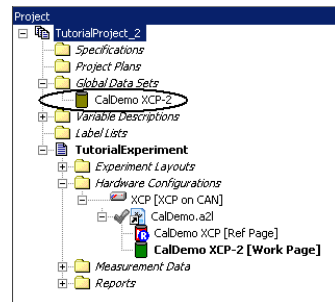 Project
TutorialProject_2
Specifications
Project Plans
Global Data Sets
CalDemo XCP-2
Variable Descriptions
Label Lists
TutorialExperiment
Experiment Layouts
Hardware Configurations
XCP [XCP on CAN]
CalDemo.a2l
CalDemo XCP [Ref Page]
CalDemo XCP-2 [Work Page]
Measurement Data
Reports